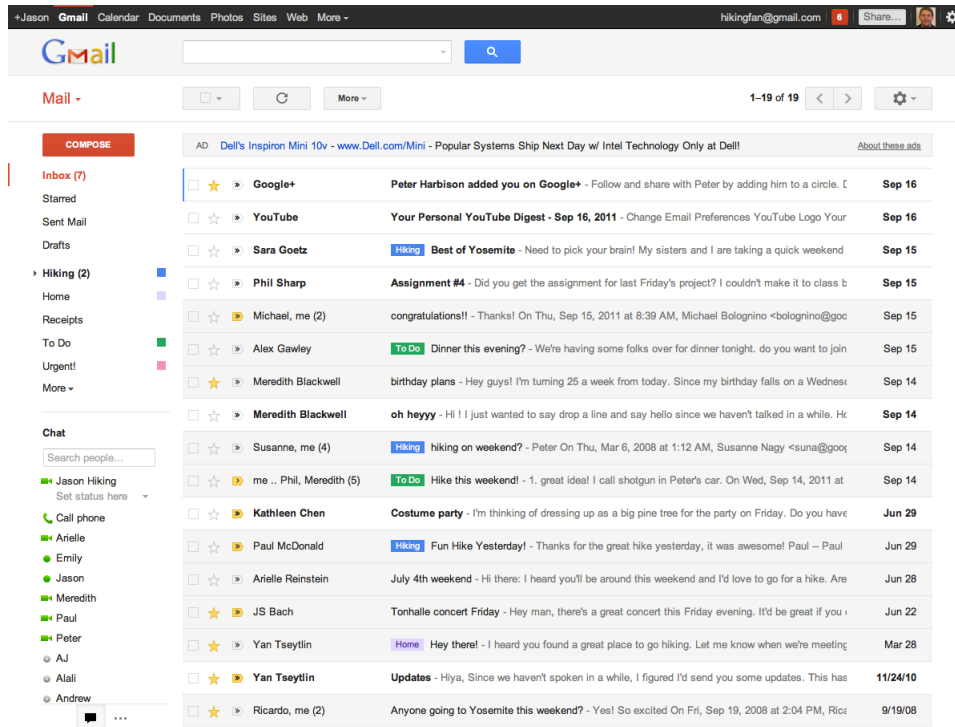 +Jason Gmail Calendar Documents Photos Sites Web More hikingfan@gmail.com 6 Share...
Gmail
Mail More 1–19 of 19
COMPOSE
AD Dell's Inspiron Mini 10v - www.Dell.com/Mini - Popular Systems Ship Next Day w/ Intel Technology Only at Dell! About these ads
Inbox (7)
Starred
Sent Mail
Drafts
Hiking (2)
Home
Receipts
To Do
Urgent!
More
Chat
Search people...
Jason Hiking
Set status here
Call phone
Arielle
Emily
Jason
Meredith
Paul
Peter
AJ
Alali
Andrew
Google+ Peter Harbison added you on Google+ - Follow and share with Peter by adding him to a circle. Sep 16
YouTube Your Personal YouTube Digest - Sep 16, 2011 - Change Email Preferences YouTube Logo Your Sep 16
Sara Goetz Hiking Best of Yosemite - Need to pick your brain! My sisters and I are taking a quick weekend Sep 15
Phil Sharp Assignment #4 - Did you get the assignment for last Friday's project? I couldn't make it to class b Sep 15
Michael, me (2) congratulations!! - Thanks! On Thu, Sep 15, 2011 at 8:39 AM, Michael Bolognino <bolognino@goo Sep 15
Alex Gawley To Do Dinner this evening? - We're having some folks over for dinner tonight. do you want to join Sep 15
Meredith Blackwell birthday plans - Hey guys! I'm turning 25 a week from today. Since my birthday falls on a Wednes Sep 14
Meredith Blackwell oh heyyy - Hi ! I just wanted to say drop a line and say hello since we haven't talked in a while. Sep 14
Susanne, me (4) Hiking hiking on weekend? - Peter On Thu, Mar 6, 2008 at 1:12 AM, Susanne Nagy <suna@goo Sep 14
me .. Phil, Meredith (5) To Do Hike this weekend! - 1. great idea! I call shotgun in Peter's car. On Wed, Sep 14, 2011 at Sep 14
Kathleen Chen Costume party - I'm thinking of dressing up as a big pine tree for the party on Friday. Do you have Jun 29
Paul McDonald Hiking Fun Hike Yesterday! - Thanks for the great hike yesterday, it was awesome! Paul -- Paul Jun 29
Arielle Reinstein July 4th weekend - Hi there: I heard you'll be around this weekend and I'd love to go for a hike. Are Jun 28
JS Bach Tonhalle concert Friday - Hey man, there's a great concert this Friday evening. It'd be great if you Jun 22
Yan Tseytlin Home Hey there! - I heard you found a great place to go hiking. Let me know when we're meeting Mar 28
Yan Tseytlin Updates - Hiya, Since we haven't spoken in a while, I figured I'd send you some updates. This has 11/24/10
Ricardo, me (2) Anyone going to Yosemite this weekend? - Yes! So excited On Fri, Sep 19, 2008 at 2:04 PM, Rica 9/19/08